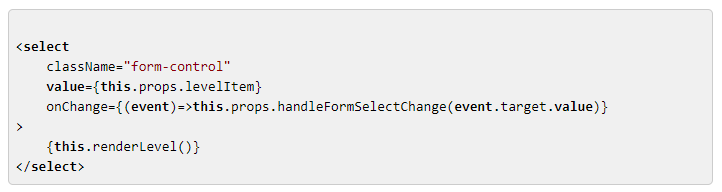 <select
    className="form-control"
    value={this.props.levelItem}
    onChange={(event)=>this.props.handleFormSelectChange(event.target.value)}
>
    {this.renderLevel()}
</select>